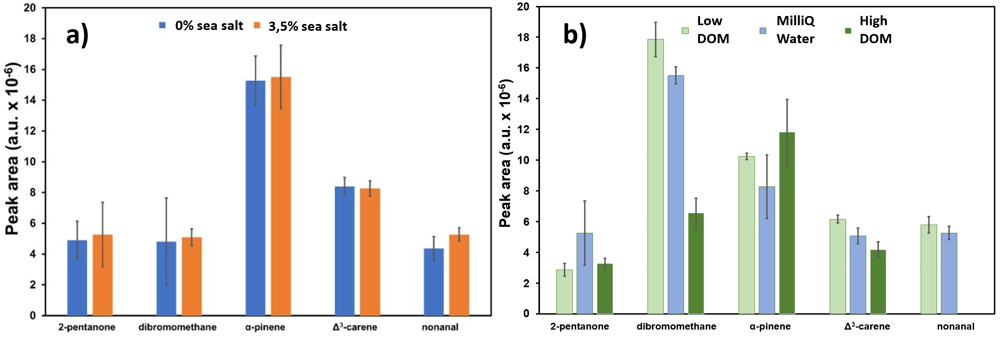 a)
0% sea salt
3,5% sea salt
Peak area (a.u. x 10⁻⁶)
20
18
16
14
12
10
8
6
4
2
0
2-pentanone
dibromomethane
α-pinene
Δ³-carene
nonanal
b)
Low
DOM
MilliQ
Water
High
DOM
Peak area (a.u. x 10⁻⁶)
20
18
16
14
12
10
8
6
4
2
0
2-pentanone
dibromomethane
α-pinene
Δ³-carene
nonanal